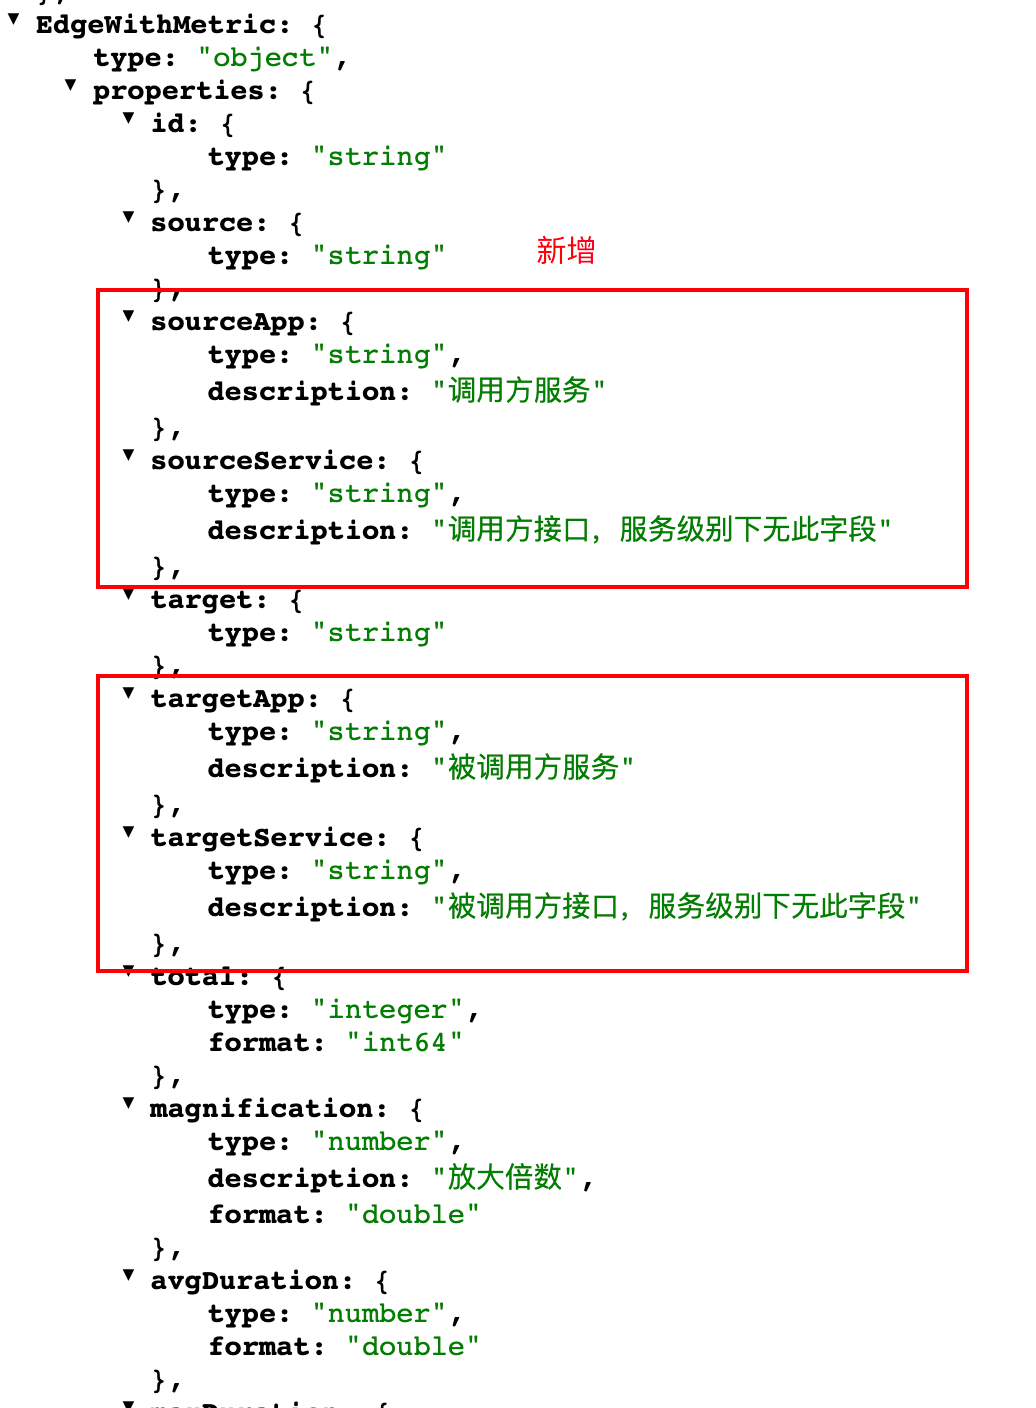 },
EdgeWithMetric: {
type: "object",
properties: {
id: {
type: "string"
},
source: {
type: "string"
新增
},
sourceApp: {
type: "string",
description: "调用方服务"
},
sourceService: {
type: "string",
description: "调用方接口，服务级别下无此字段"
},
target: {
type: "string"
},
targetApp: {
type: "string",
description: "被调用方服务"
},
targetService: {
type: "string",
description: "被调用方接口，服务级别下无此字段"
},
total: {
type: "integer",
format: "int64"
},
magnification: {
type: "number",
description: "放大倍数",
format: "double"
},
avgDuration: {
type: "number",
format: "double"
},